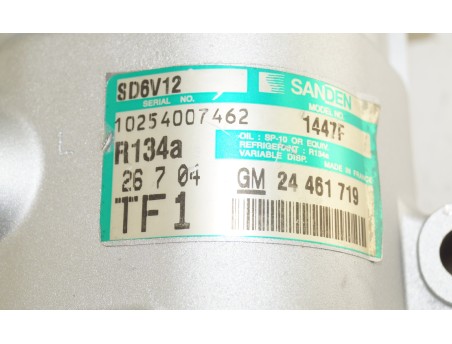 SD6V12
SANDEN
SERIAL NO.
MODEL NO.
10254007462
1447F
R134a
OIL : SP-10 OR EQUIV.
REFRIGERANT : R134a
VARIABLE DISP.
MADE IN FRANCE
26 7 04
GM 24 461 719
TF1